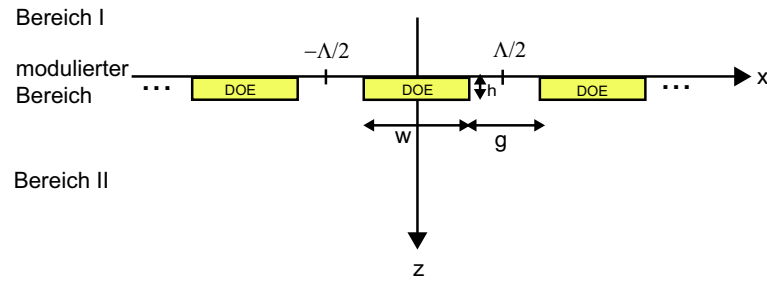 Bereich I
−Λ/2
Λ/2
modulierter
Bereich
...
DOE
DOE
h
DOE
...
x
w
g
Bereich II
z